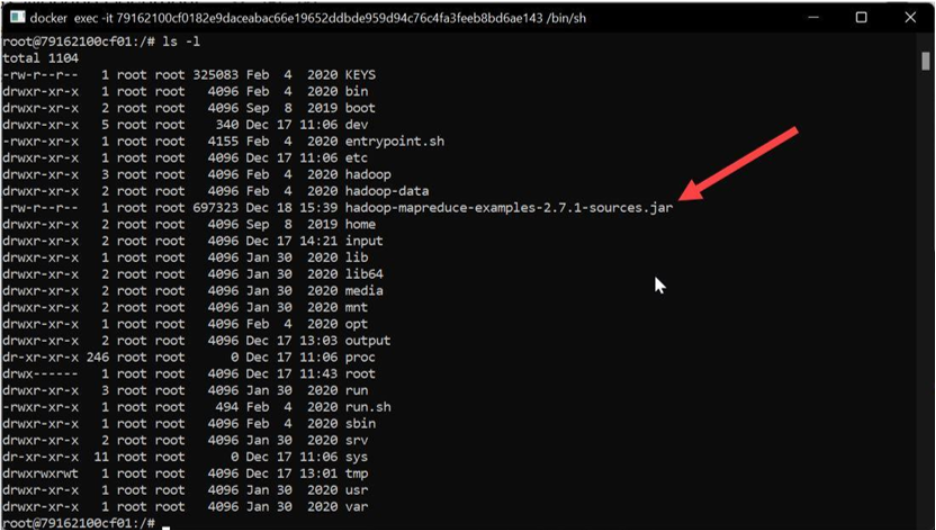 docker exec -it 79162100cf0182e9daceabac66e19652ddbde959d94c76c4fa3feeb8bd6ae143 /bin/sh
root@79162100cf01:/# ls -l
total 1104
-rw-r--r-- 1 root root 325083 Feb 4 2020 KEYS
drwxr-xr-x 1 root root 4096 Feb 4 2020 bin
drwxr-xr-x 2 root root 4096 Sep 8 2019 boot
drwxr-xr-x 5 root root 340 Dec 17 11:06 dev
-rwxr-xr-x 1 root root 4155 Feb 4 2020 entrypoint.sh
drwxr-xr-x 1 root root 4096 Dec 17 11:06 etc
drwxr-xr-x 3 root root 4096 Feb 4 2020 hadoop
drwxr-xr-x 2 root root 4096 Feb 4 2020 hadoop-data
-rw-r--r-- 1 root root 697323 Dec 18 15:39 hadoop-mapreduce-examples-2.7.1-sources.jar
drwxr-xr-x 2 root root 4096 Sep 8 2019 home
drwxr-xr-x 2 root root 4096 Dec 17 14:21 input
drwxr-xr-x 1 root root 4096 Jan 30 2020 lib
drwxr-xr-x 2 root root 4096 Jan 30 2020 lib64
drwxr-xr-x 2 root root 4096 Jan 30 2020 media
drwxr-xr-x 2 root root 4096 Jan 30 2020 mnt
drwxr-xr-x 1 root root 4096 Feb 4 2020 opt
drwxr-xr-x 2 root root 4096 Dec 17 13:03 output
dr-xr-xr-x 246 root root 0 Dec 17 11:06 proc
drwx------ 1 root root 4096 Dec 17 11:43 root
drwxr-xr-x 3 root root 4096 Jan 30 2020 run
-rwxr-xr-x 1 root root 494 Feb 4 2020 run.sh
drwxr-xr-x 1 root root 4096 Feb 4 2020 sbin
drwxr-xr-x 2 root root 4096 Jan 30 2020 srv
dr-xr-xr-x 11 root root 0 Dec 17 11:06 sys
drwxrwxrwt 1 root root 4096 Dec 17 13:01 tmp
drwxr-xr-x 1 root root 4096 Jan 30 2020 usr
drwxr-xr-x 1 root root 4096 Jan 30 2020 var
root@79162100cf01:/# _